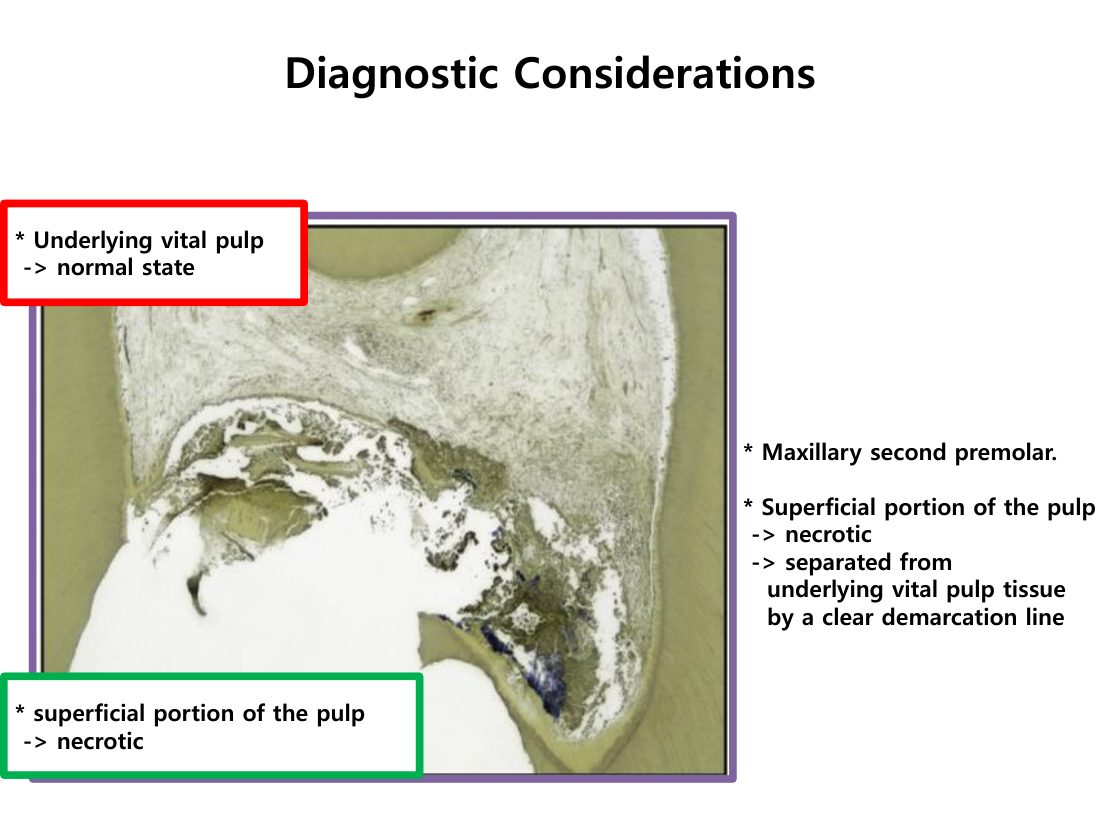 Diagnostic Considerations
* Underlying vital pulp
-> normal state
* Maxillary second premolar.
* Superficial portion of the pulp
-> necrotic
-> separated from
underlying vital pulp tissue
by a clear demarcation line
* superficial portion of the pulp
-> necrotic